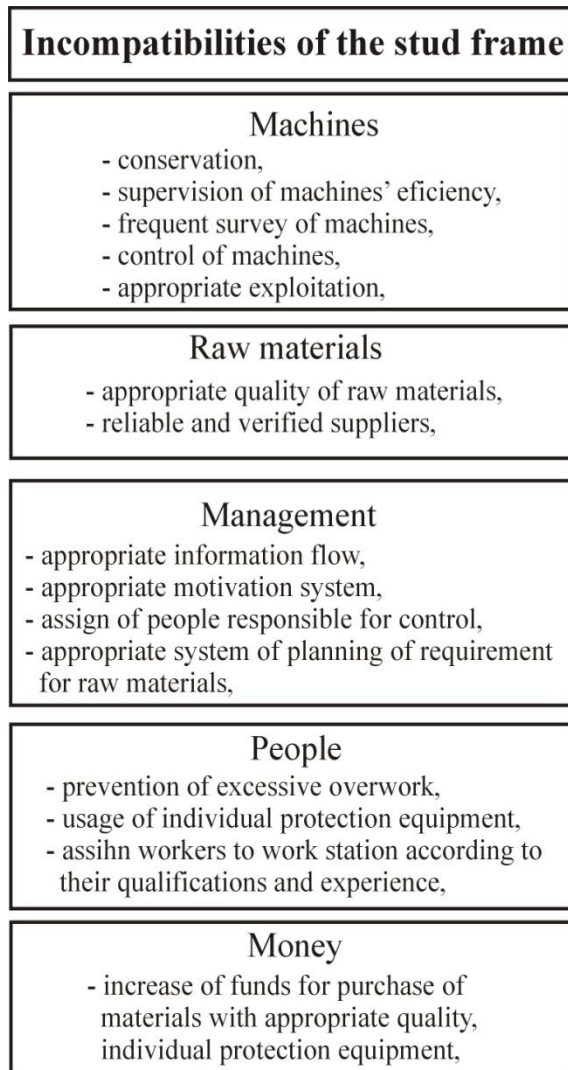 Incompatibilities of the stud frame
Machines
- conservation,
- supervision of machines' eficiency,
- frequent survey of machines,
- control of machines,
- appropriate exploitation,
Raw materials
- appropriate quality of raw materials,
- reliable and verified suppliers,
Management
- appropriate information flow,
- appropriate motivation system,
- assign of people responsible for control,
- appropriate system of planning of requirement
for raw materials,
People
- prevention of excessive overwork,
- usage of individual protection equipment,
- assihn workers to work station according to
their qualifications and experience,
Money
- increase of funds for purchase of
materials with appropriate quality,
individual protection equipment,